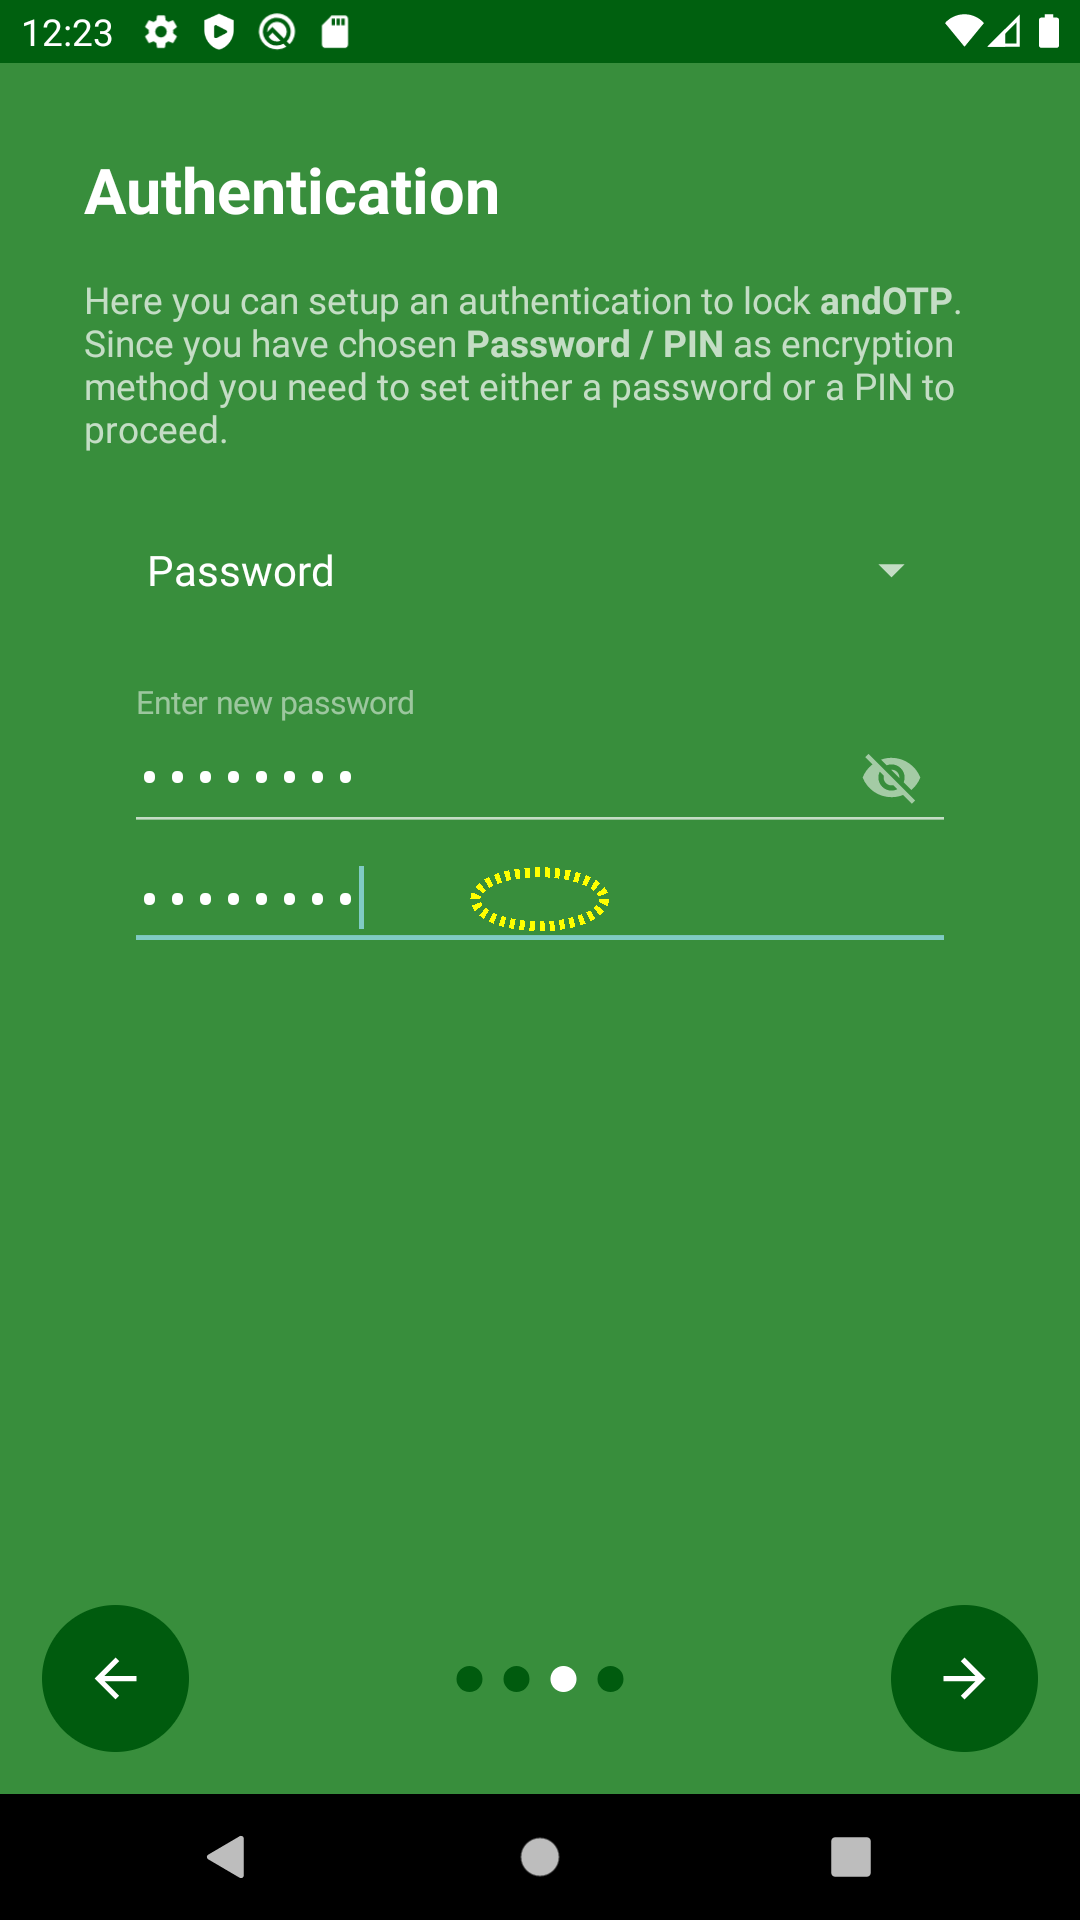 12:23
Authentication
Here you can setup an authentication to lock andOTP.
Since you have chosen Password / PIN as encryption
method you need to set either a password or a PIN to
proceed.
Password
Enter new password
••••••••
••••••••